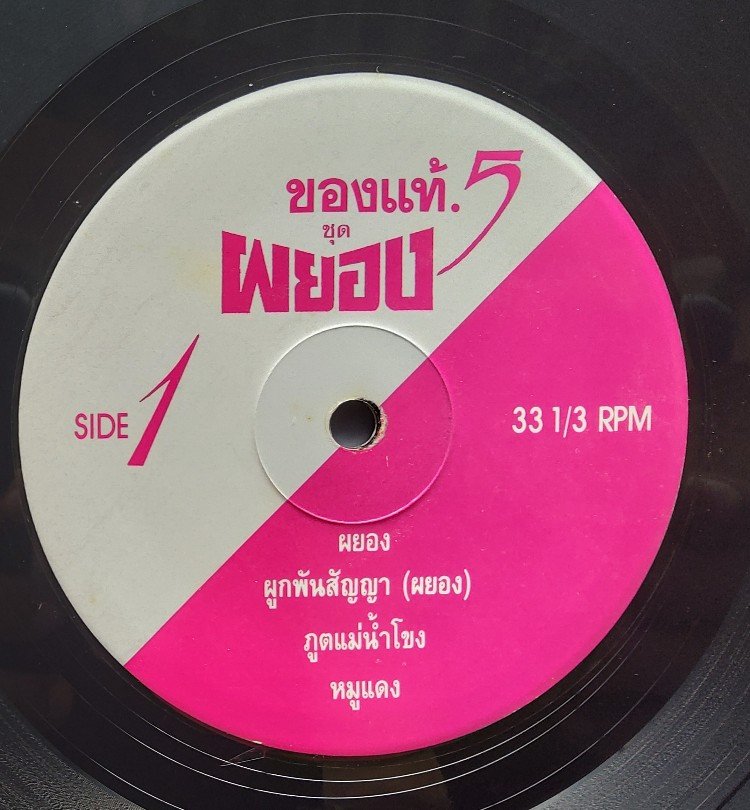 ของแท้.5
ชุด
ผยอง
SIDE 1
33 1/3 RPM
ผยอง
ผูกพันสัญญา (ผยอง)
ภูตแม่น้ำโขง
หมูแดง